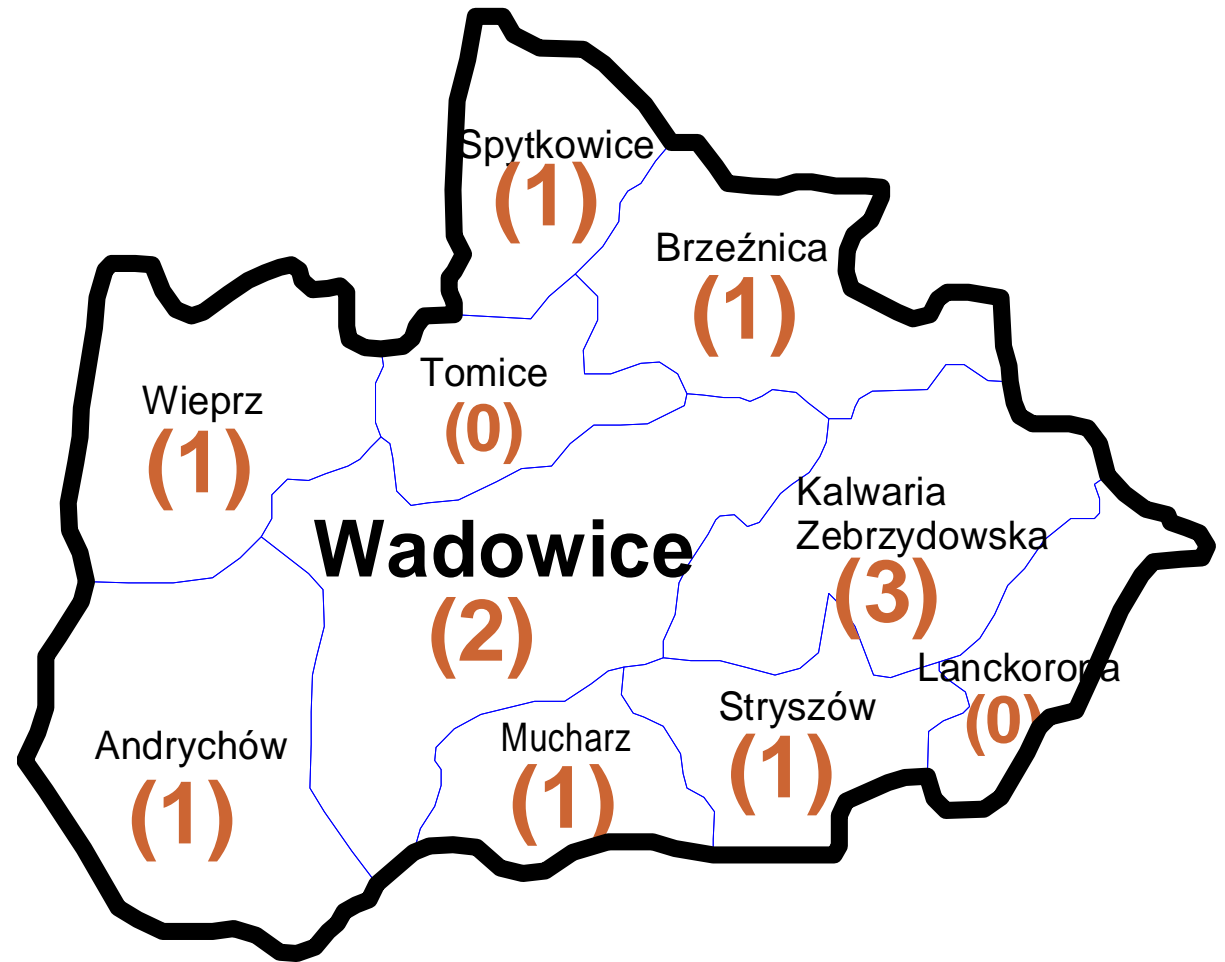 Spytkowice
(1)
Brzeźnica
(1)
Tomice
(0)
Wieprz
(1)
Kalwaria
Zebrzydowska
(3)
Wadowice
(2)
Lanckorona
(0)
Stryszów
(1)
Mucharz
(1)
Andrychów
(1)